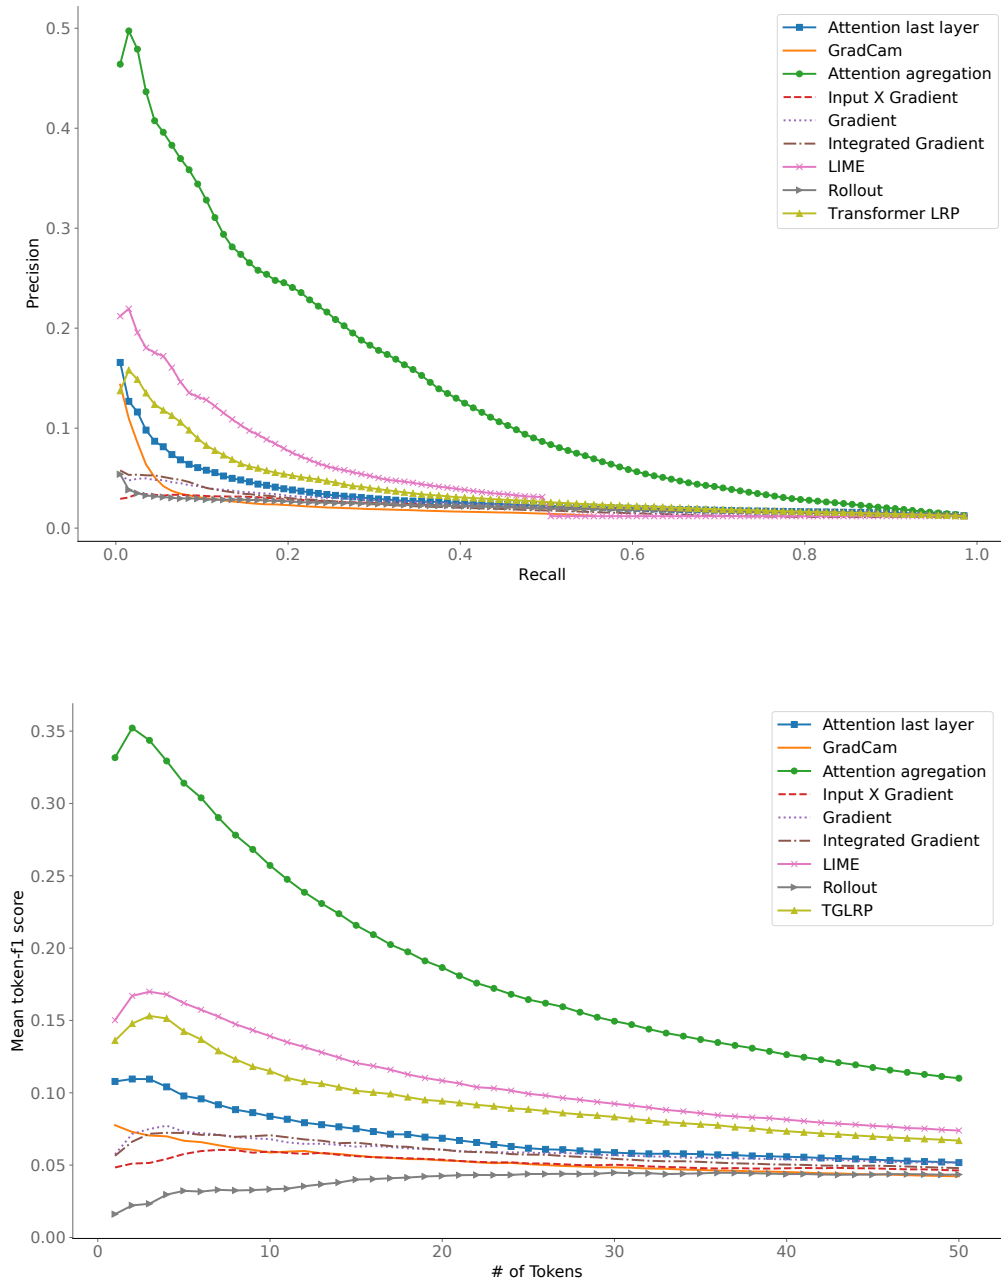 0.5
0.4
0.3
0.2
0.1
0.0
Precision
0.0 0.2 0.4 0.6 0.8 1.0
Recall
Attention last layer
GradCam
Attention agregation
Input X Gradient
Gradient
Integrated Gradient
LIME
Rollout
Transformer LRP
0.35
0.30
0.25
0.20
0.15
0.10
0.05
0.00
Mean token-f1 score
0 10 20 30 40 50
# of Tokens
Attention last layer
GradCam
Attention agregation
Input X Gradient
Gradient
Integrated Gradient
LIME
Rollout
TGLRP